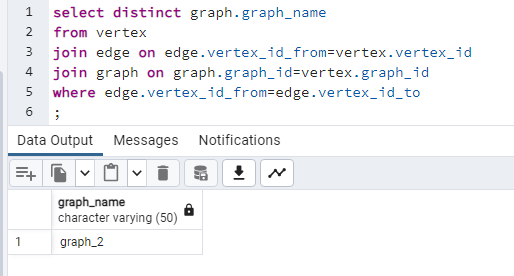 1 select distinct graph.graph_name
2 from vertex
3 join edge on edge.vertex_id_from=vertex.vertex_id
4 join graph on graph.graph_id=vertex.graph_id
5 where edge.vertex_id_from=edge.vertex_id_to
6 ;
Data Output Messages Notifications
graph_name
character varying (50)
1 graph_2